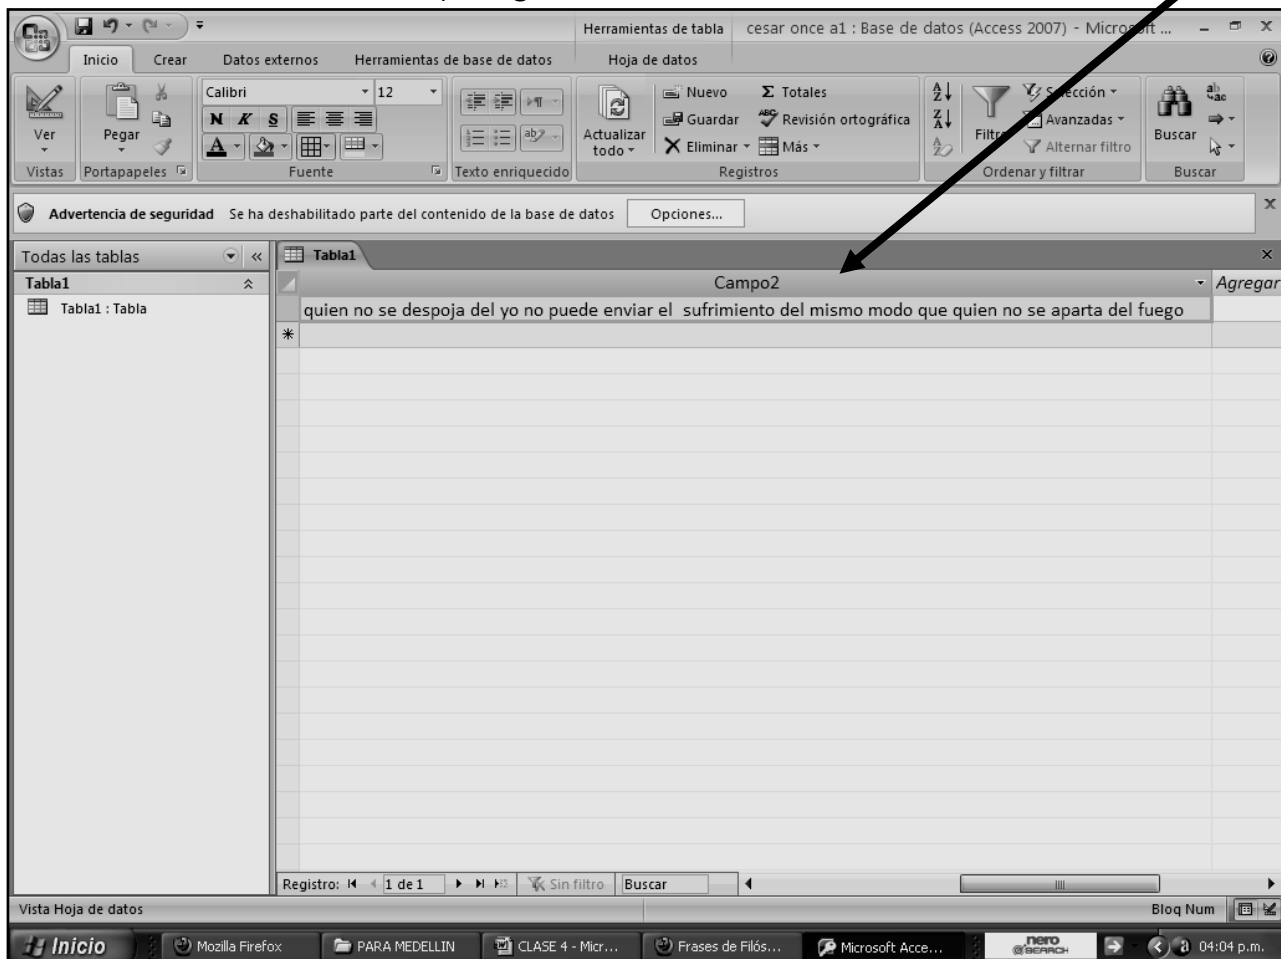 Herramientas de tabla cesar once a1 : Base de datos (Access 2007) - Microsoft ...
Inicio Crear Datos externos Herramientas de base de datos Hoja de datos
Calibri 12 Nuevo Σ Totales Selección
Ver Pegar N K S Actualizar todo Guardar Revisión ortográfica Filtro Avanzadas Buscar
Eliminar Más Alternar filtro
Vistas Portapapeles Fuente Texto enriquecido Registros Ordenar y filtrar Buscar
Advertencia de seguridad Se ha deshabilitado parte del contenido de la base de datos Opciones...
Todas las tablas « Tabla1
Tabla1 Campo2 Agregar
Tabla1 : Tabla quien no se despoja del yo no puede enviar el sufrimiento del mismo modo que quien no se aparta del fuego
Registro: 1 de 1 Sin filtro Buscar
Vista Hoja de datos Bloq Num
Inicio Mozilla Firefox PARA MEDELLIN CLASE 4 - Micr... Frases de Filós... Microsoft Acce... nero SEARCH 04:04 p.m.